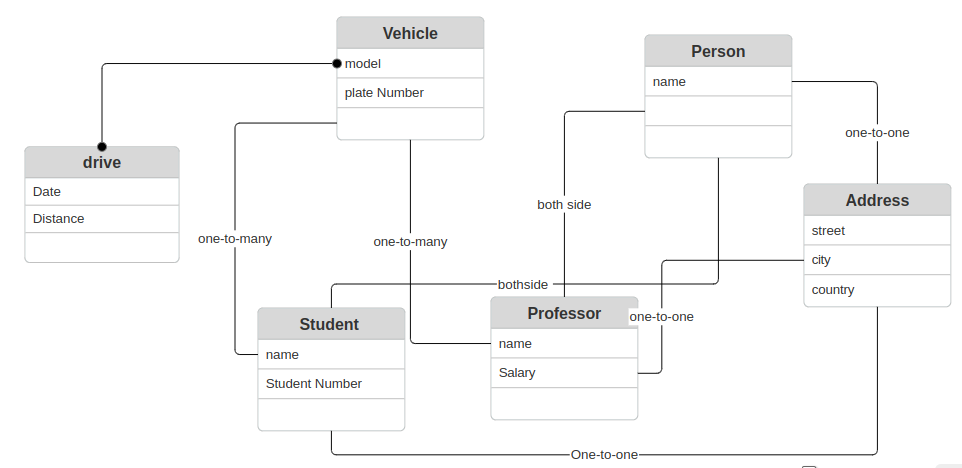 Vehicle
model
plate Number
Person
name
one-to-one
drive
Date
Distance
Address
street
city
country
both side
one-to-many
one-to-many
bothside
Student
name
Student Number
Professor
name
Salary
one-to-one
One-to-one